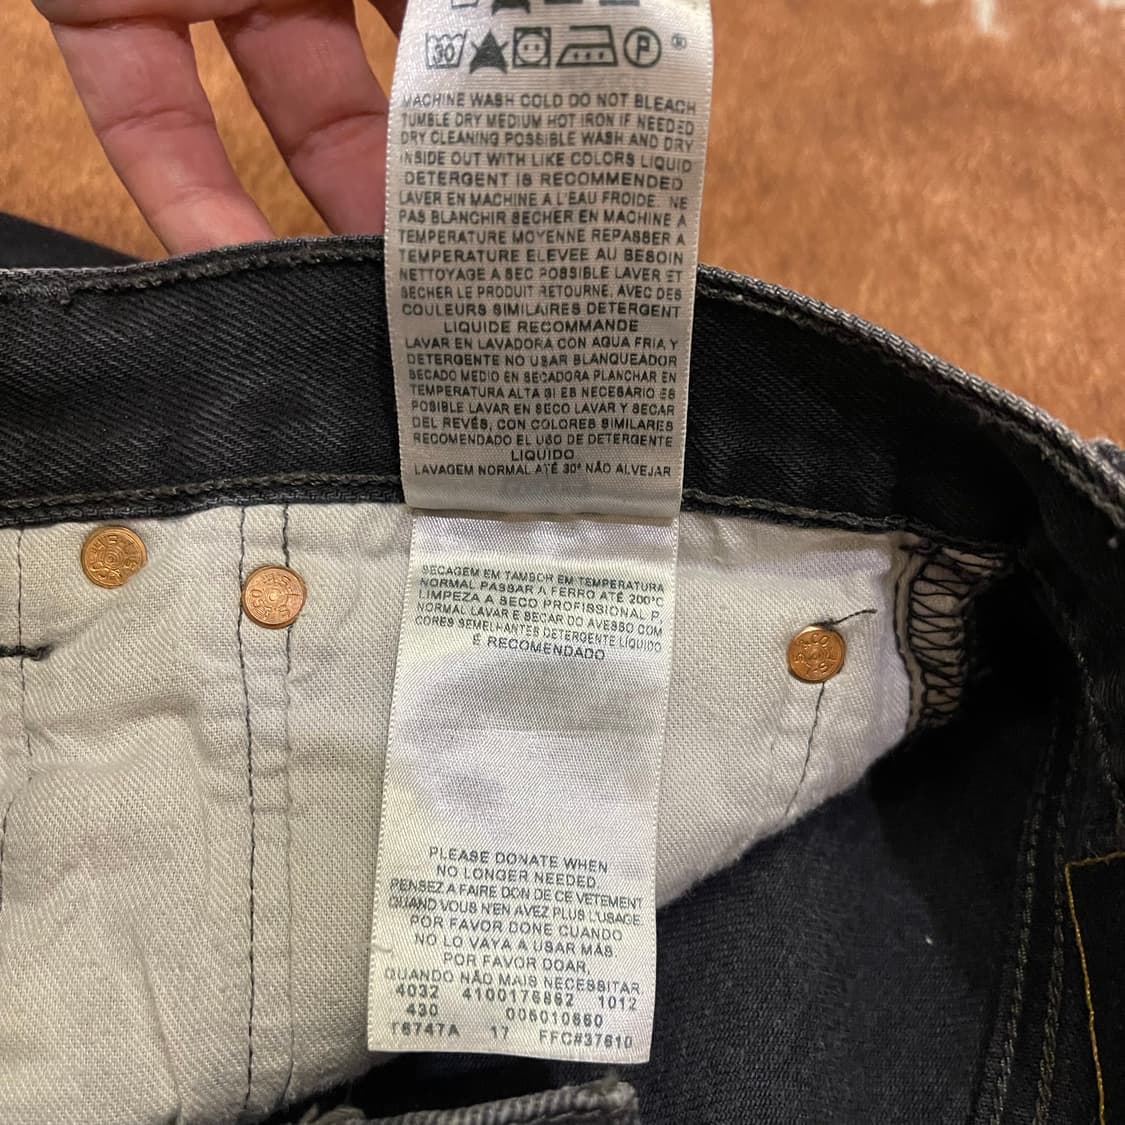 30 P ®
MACHINE WASH COLD DO NOT BLEACH
TUMBLE DRY MEDIUM HOT IRON IF NEEDED
DRY CLEANING POSSIBLE WASH AND DRY
INSIDE OUT WITH LIKE COLORS LIQUID
DETERGENT IS RECOMMENDED
LAVER EN MACHINE A L'EAU FROIDE. NE
PAS BLANCHIR SECHER EN MACHINE A
TEMPERATURE MOYENNE REPASSER A
TEMPERATURE ELEVEE AU BESOIN
NETTOYAGE A SEC POSSIBLE LAVER ET
SECHER LE PRODUIT RETOURNE, AVEC DES
COULEURS SIMILAIRES DETERGENT
LIQUIDE RECOMMANDE
LAVAR EN LAVADORA CON AGUA FRIA Y
DETERGENTE NO USAR BLANQUEADOR
SECADO MEDIO EN SECADORA PLANCHAR EN
TEMPERATURA ALTA SI ES NECESARIO ES
POSIBLE LAVAR EN SECO LAVAR Y SECAR
DEL REVÉS, CON COLORES SIMILARES
RECOMENDADO EL USO DE DETERGENTE
LIQUIDO
LAVAGEM NORMAL ATÉ 30° NÃO ALVEJAR
SECAGEM EM TAMBOR EM TEMPERATURA
NORMAL PASSAR A FERRO ATÉ 200°C
LIMPEZA A SECO PROFISSIONAL P,
NORMAL LAVAR E SECAR DO AVESSO COM
CORES SEMELHANTES DETERGENTE LÍQUIDO
É RECOMENDADO
PLEASE DONATE WHEN
NO LONGER NEEDED.
PENSEZ A FAIRE DON DE CE VETEMENT
QUAND VOUS N'EN AVEZ PLUS L'USAGE.
POR FAVOR DONE CUANDO
NO LO VAYA A USAR MÁS.
POR FAVOR DOAR,
QUANDO NÃO MAIS NECESSITAR.
4032 4100176862 1012
430 006010660
T6747A 17 FFC#37610